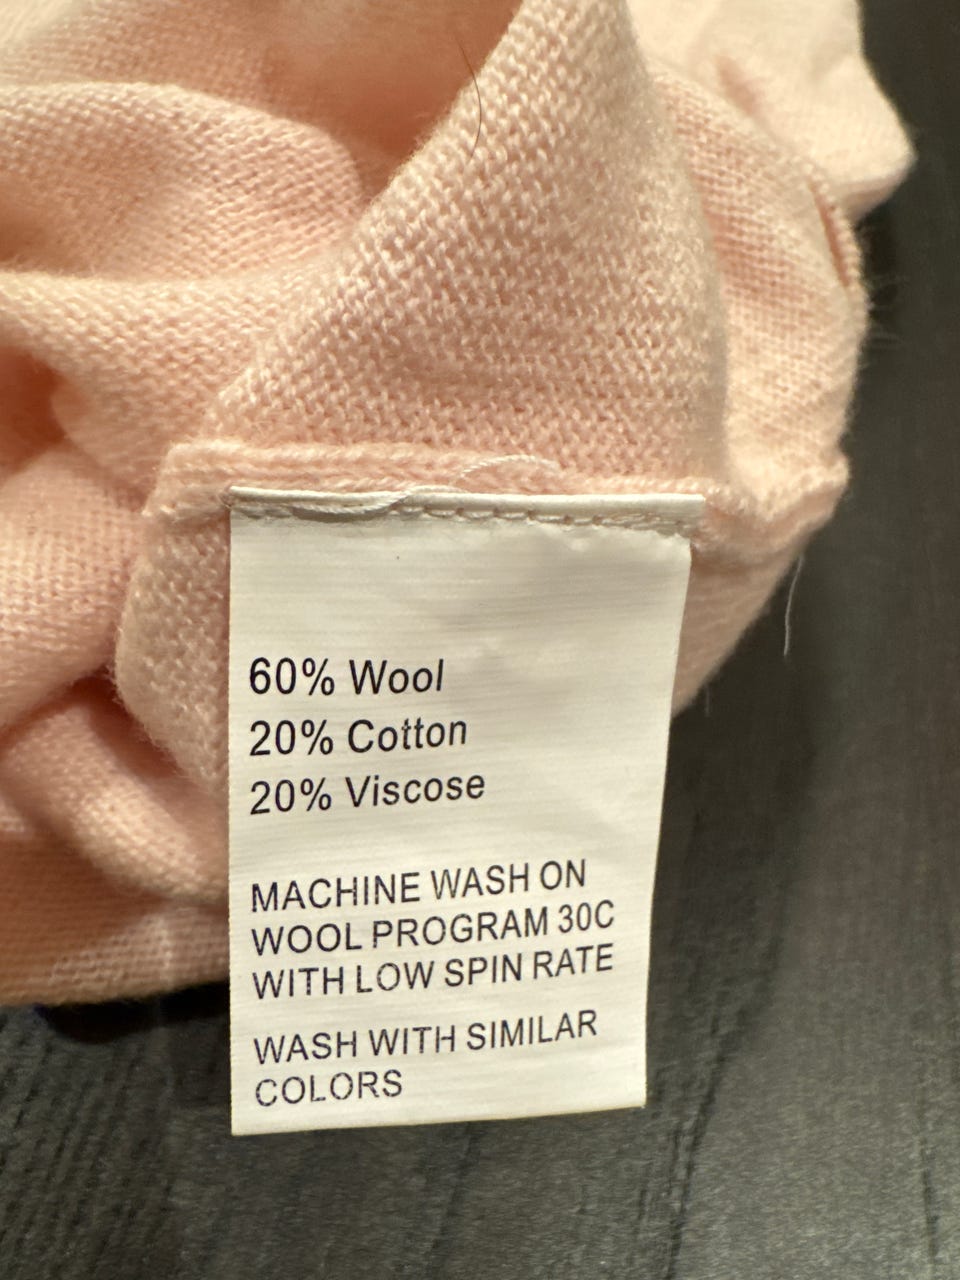 60% Wool
20% Cotton
20% Viscose
MACHINE WASH ON
WOOL PROGRAM 30C
WITH LOW SPIN RATE
WASH WITH SIMILAR
COLORS